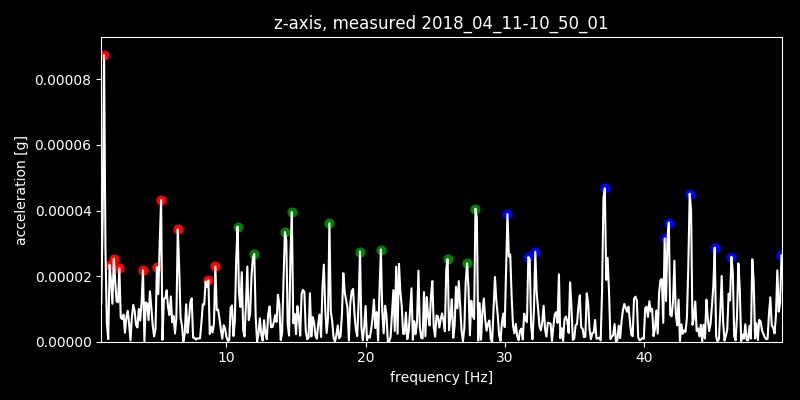 z-axis, measured 2018_04_11-10_50_01
0.00008
0.00006
0.00004
0.00002
0.00000
acceleration [g]
10 20 30 40
frequency [Hz]